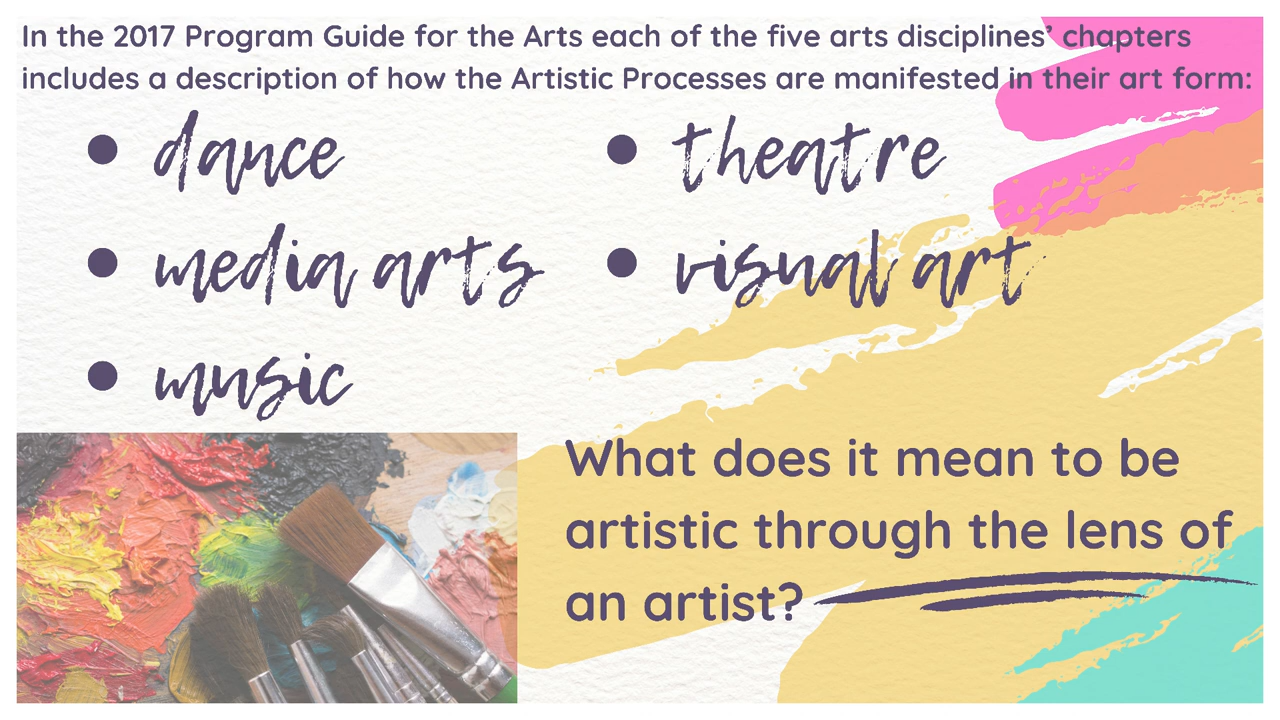 In the 2017 Program Guide for the Arts each of the five arts disciplines’ chapters
includes a description of how the Artistic Processes are manifested in their art form:
• dance
• media arts
• music
• theatre
• visual art
What does it mean to be
artistic through the lens of
an artist?